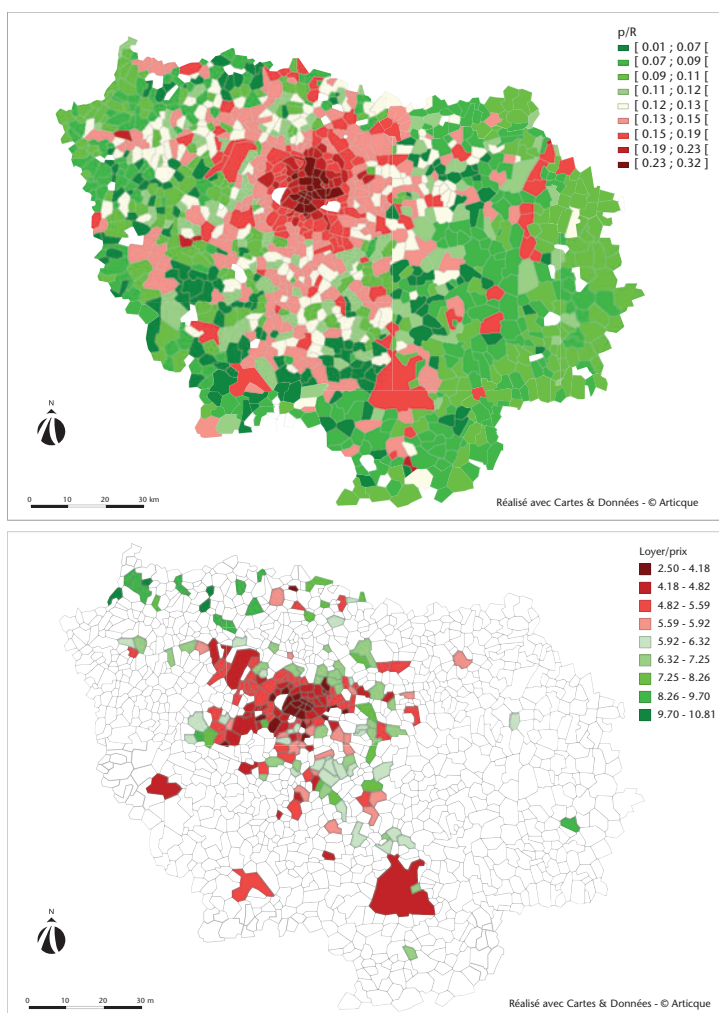 p/R
[ 0.01 ; 0.07 [
[ 0.07 ; 0.09 [
[ 0.09 ; 0.11 [
[ 0.11 ; 0.12 [
[ 0.12 ; 0.13 [
[ 0.13 ; 0.15 [
[ 0.15 ; 0.19 [
[ 0.19 ; 0.23 [
[ 0.23 ; 0.32 ]
N
0 10 20 30 km
Réalisé avec Cartes & Données - © Articque
Loyer/prix
2.50 - 4.18
4.18 - 4.82
4.82 - 5.59
5.59 - 5.92
5.92 - 6.32
6.32 - 7.25
7.25 - 8.26
8.26 - 9.70
9.70 - 10.81
N
0 10 20 30 m
Réalisé avec Cartes & Données - © Articque